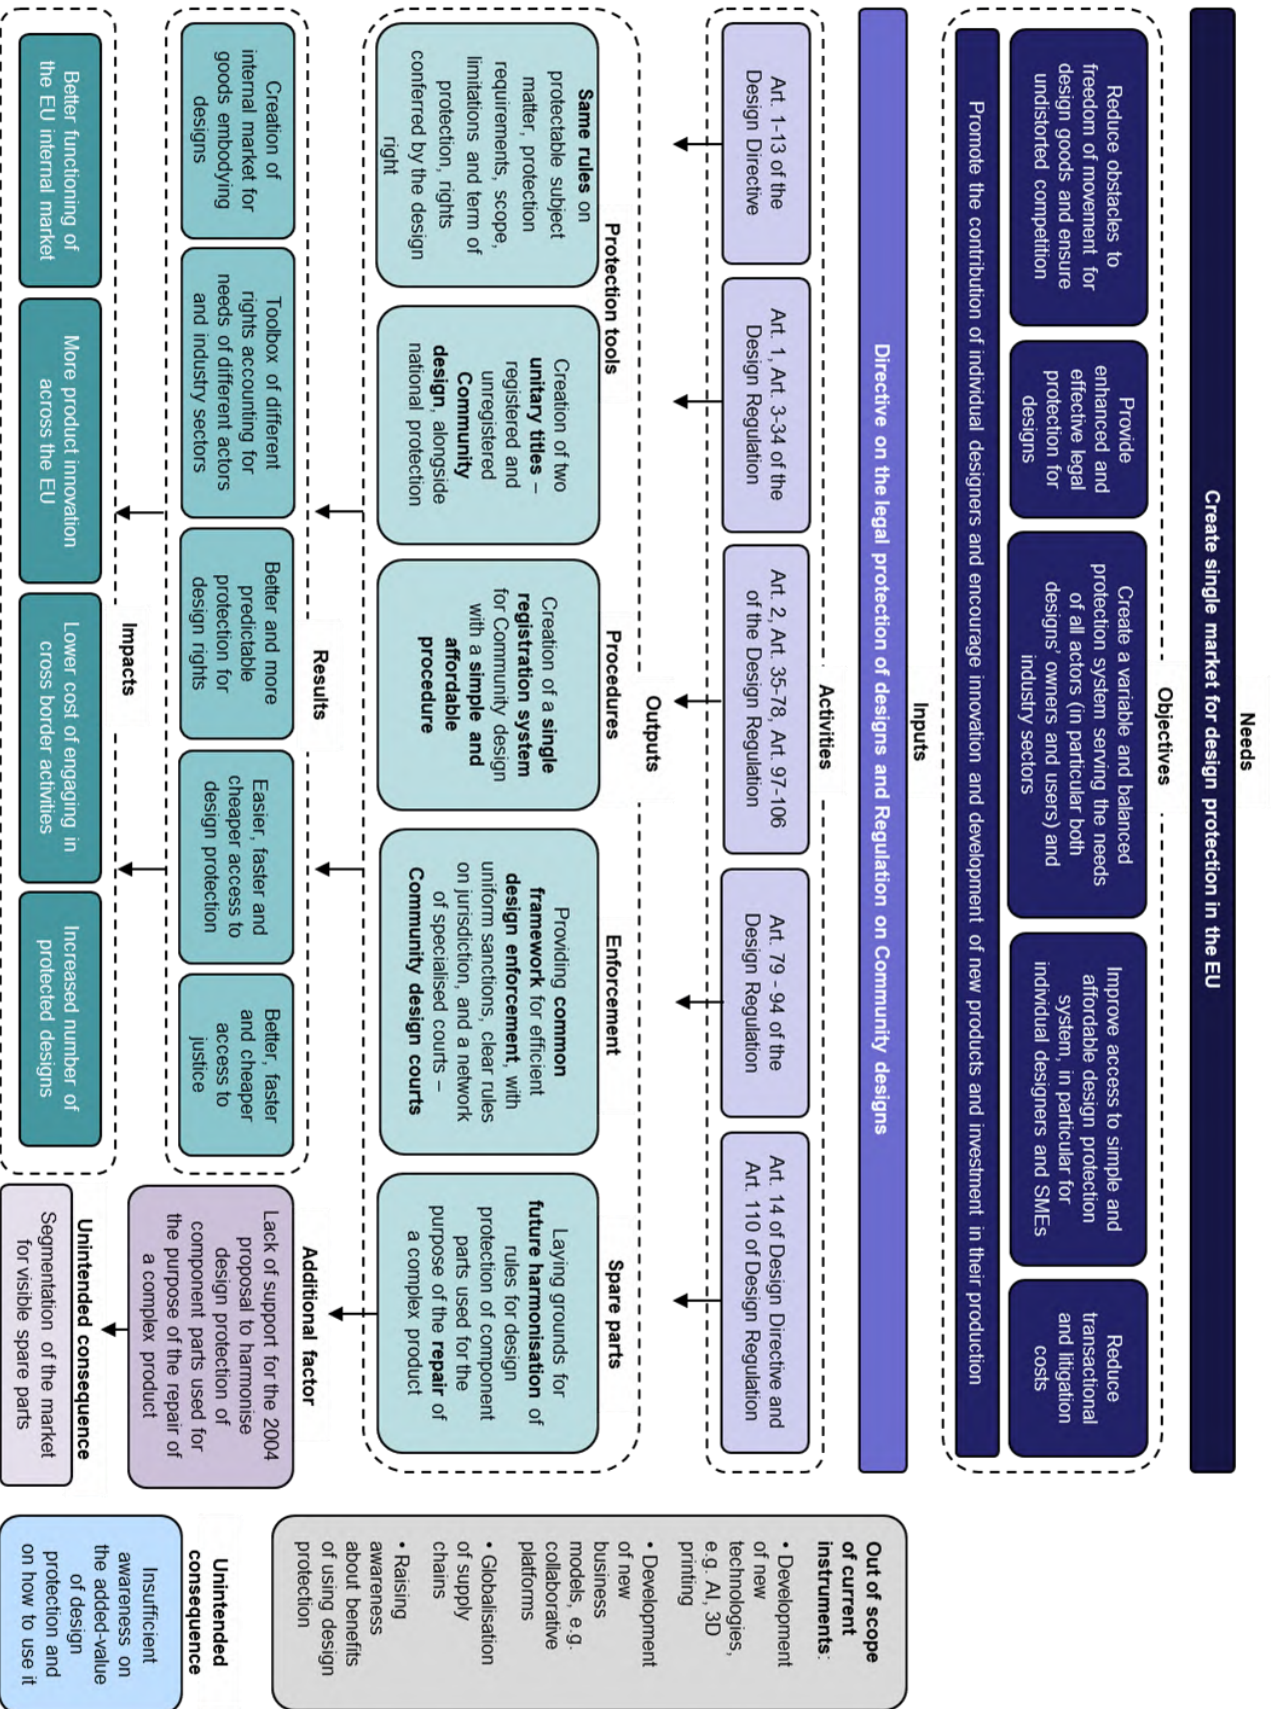 Needs
Create single market for design protection in the EU
Objectives
Reduce obstacles to
freedom of movement for
design goods and ensure
undistorted competition
Provide
enhanced and
effective legal
protection for
designs
Create a variable and balanced
protection system serving the needs
of all actors (in particular both
designs' owners and users) and
industry sectors
Improve access to simple and
affordable design protection
system, in particular for
individual designers and SMEs
Reduce
transactional
and litigation
costs
Promote the contribution of individual designers and encourage innovation and development of new products and investment in their production
Inputs
Directive on the legal protection of designs and Regulation on Community designs
Activities
Art. 1-13 of the
Design Directive
Art. 1, Art. 3-34 of the
Design Regulation
Art. 2, Art. 35-78, Art. 97-106
of the Design Regulation
Art. 79 - 94 of the
Design Regulation
Art. 14 of Design Directive and
Art. 110 of Design Regulation
Outputs
Protection tools
Procedures
Enforcement
Spare parts
Same rules on
protectable subject
matter, protection
requirements, scope,
limitations and term of
protection, rights
conferred by the design
right
Creation of two
unitary titles –
registered and
unregistered
Community
design, alongside
national protection
Creation of a single
registration system
for Community design
with a simple and
affordable
procedure
Providing common
framework for efficient
design enforcement, with
uniform sanctions, clear rules
on jurisdiction, and a network
of specialised courts –
Community design courts
Laying grounds for
future harmonisation of
rules for design
protection of component
parts used for the
purpose of the repair of
a complex product
Results
Creation of
internal market for
goods embodying
designs
Toolbox of different
rights accounting for
needs of different actors
and industry sectors
Better and more
predictable
protection for
design rights
Easier, faster and
cheaper access to
design protection
Better, faster
and cheaper
access to
justice
Additional factor
Lack of support for the 2004
proposal to harmonise
design protection of
component parts used for
the purpose of the repair of
a complex product
Impacts
Better functioning of
the EU internal market
More product innovation
across the EU
Lower cost of engaging in
cross border activities
Increased number of
protected designs
Unintended consequence
Segmentation of the market
for visible spare parts
Out of scope
of current
instruments:
• Development
of new
technologies,
e.g. AI, 3D
printing
• Development
of new
business
models, e.g.
collaborative
platforms
• Globalisation
of supply
chains
• Raising
awareness
about benefits
of using design
protection
Unintended
consequence
Insufficient
awareness on
the added-value
of design
protection and
on how to use it